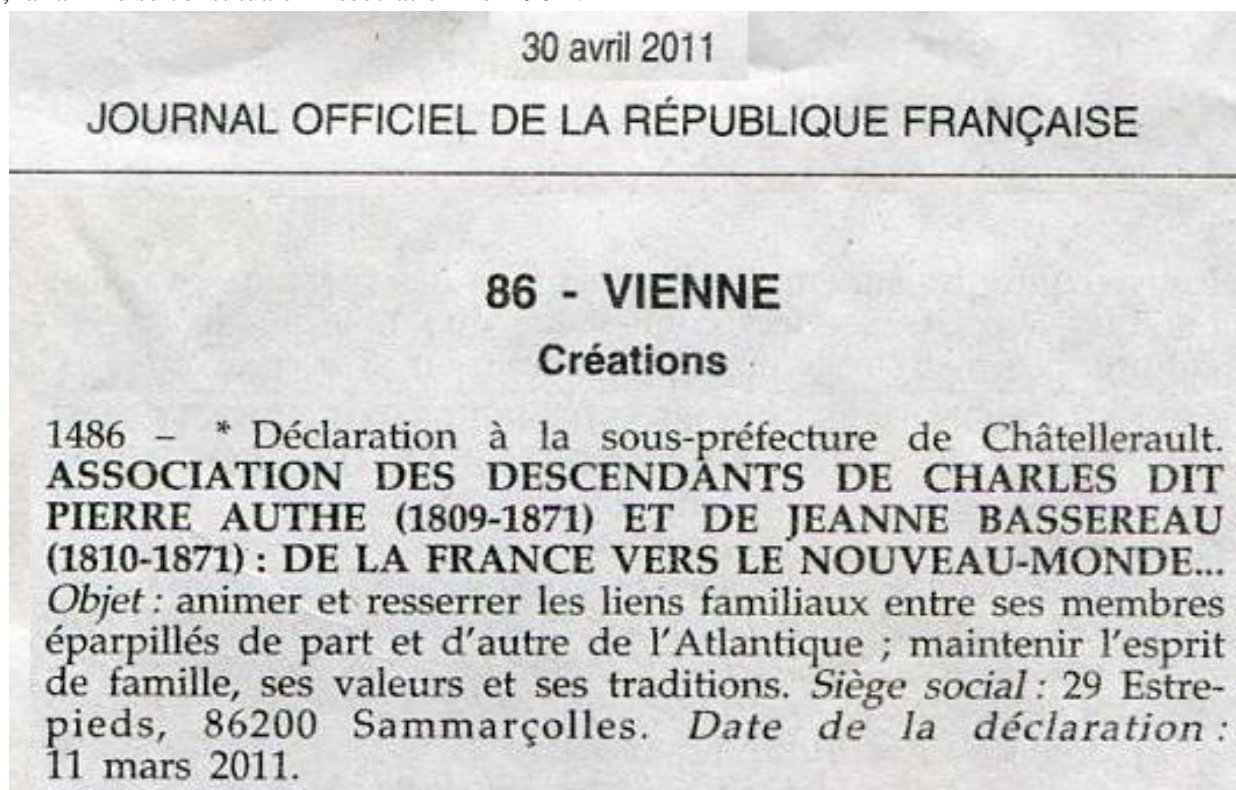 30 avril 2011
JOURNAL OFFICIEL DE LA RÉPUBLIQUE FRANÇAISE
86 - VIENNE
Créations
1486 – * Déclaration à la sous-préfecture de Châtellerault.
ASSOCIATION DES DESCENDANTS DE CHARLES DIT
PIERRE AUTHE (1809-1871) ET DE JEANNE BASSEREAU
(1810-1871) : DE LA FRANCE VERS LE NOUVEAU-MONDE...
Objet : animer et resserrer les liens familiaux entre ses membres
éparpillés de part et d'autre de l'Atlantique ; maintenir l'esprit
de famille, ses valeurs et ses traditions. Siège social : 29 Estre-
pieds, 86200 Sammarçolles. Date de la déclaration :
11 mars 2011.